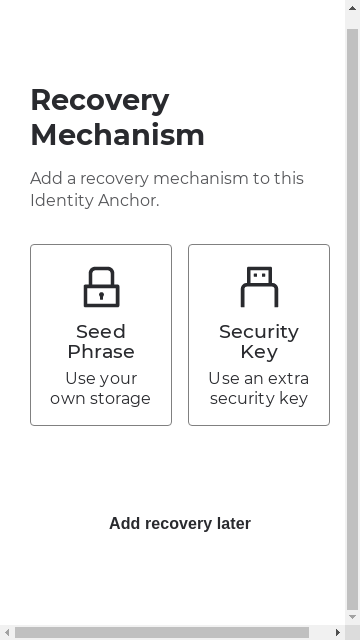 Recovery
Mechanism
Add a recovery mechanism to this
Identity Anchor.
Seed
Phrase
Use your
own storage
Security
Key
Use an extra
security key
Add recovery later